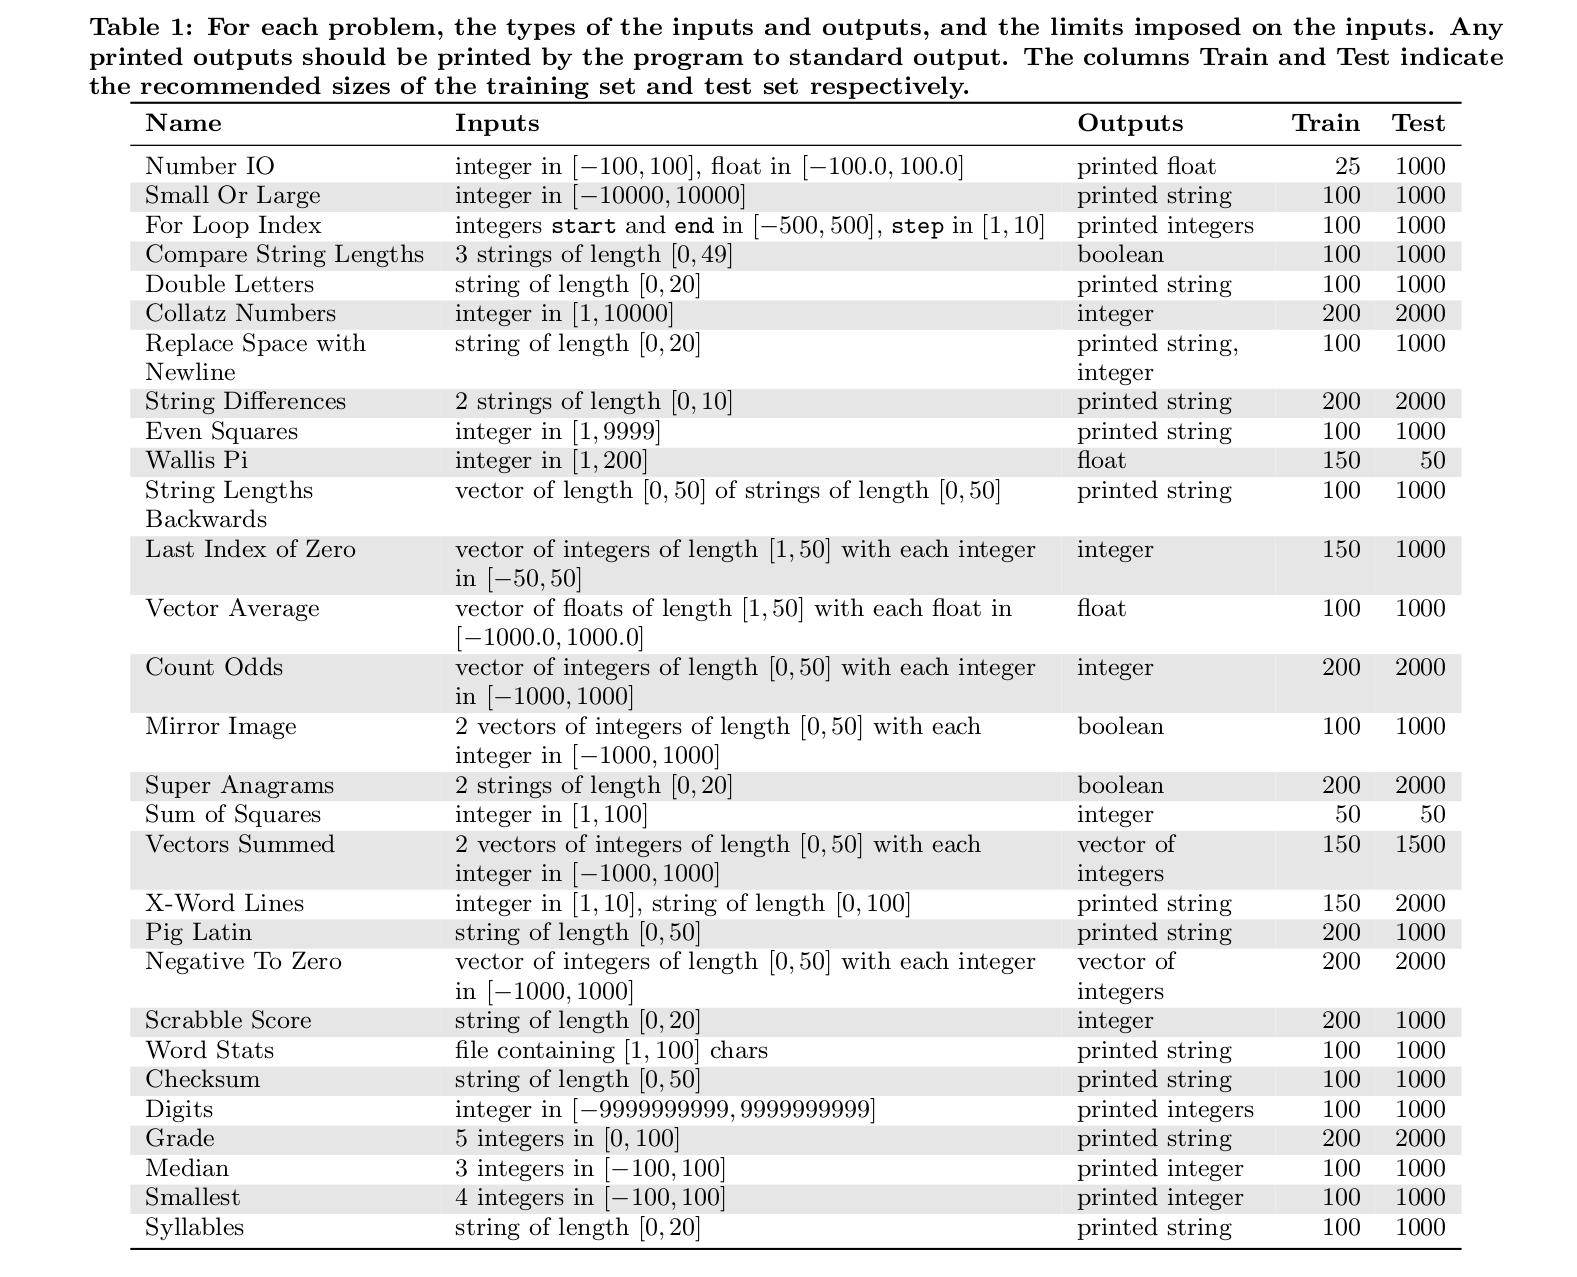 Table 1: For each problem, the types of the inputs and outputs, and the limits imposed on the inputs. Any
printed outputs should be printed by the program to standard output. The columns Train and Test indicate
the recommended sizes of the training set and test set respectively.
Name Inputs Outputs Train Test
Number IO integer in [−100, 100], float in [−100.0, 100.0] printed float 25 1000
Small Or Large integer in [−10000, 10000] printed string 100 1000
For Loop Index integers start and end in [−500, 500], step in [1, 10] printed integers 100 1000
Compare String Lengths 3 strings of length [0, 49] boolean 100 1000
Double Letters string of length [0, 20] printed string 100 1000
Collatz Numbers integer in [1, 10000] integer 200 2000
Replace Space with string of length [0, 20] printed string, 100 1000
Newline integer
String Differences 2 strings of length [0, 10] printed string 200 2000
Even Squares integer in [1, 9999] printed string 100 1000
Wallis Pi integer in [1, 200] float 150 50
String Lengths vector of length [0, 50] of strings of length [0, 50] printed string 100 1000
Backwards
Last Index of Zero vector of integers of length [1, 50] with each integer integer 150 1000
in [−50, 50]
Vector Average vector of floats of length [1, 50] with each float in float 100 1000
[−1000.0, 1000.0]
Count Odds vector of integers of length [0, 50] with each integer integer 200 2000
in [−1000, 1000]
Mirror Image 2 vectors of integers of length [0, 50] with each boolean 100 1000
integer in [−1000, 1000]
Super Anagrams 2 strings of length [0, 20] boolean 200 2000
Sum of Squares integer in [1, 100] integer 50 50
Vectors Summed 2 vectors of integers of length [0, 50] with each vector of 150 1500
integer in [−1000, 1000] integers
X-Word Lines integer in [1, 10], string of length [0, 100] printed string 150 2000
Pig Latin string of length [0, 50] printed string 200 1000
Negative To Zero vector of integers of length [0, 50] with each integer vector of 200 2000
in [−1000, 1000] integers
Scrabble Score string of length [0, 20] integer 200 1000
Word Stats file containing [1, 100] chars printed string 100 1000
Checksum string of length [0, 50] printed string 100 1000
Digits integer in [−9999999999, 9999999999] printed integers 100 1000
Grade 5 integers in [0, 100] printed string 200 2000
Median 3 integers in [−100, 100] printed integer 100 1000
Smallest 4 integers in [−100, 100] printed integer 100 1000
Syllables string of length [0, 20] printed string 100 1000